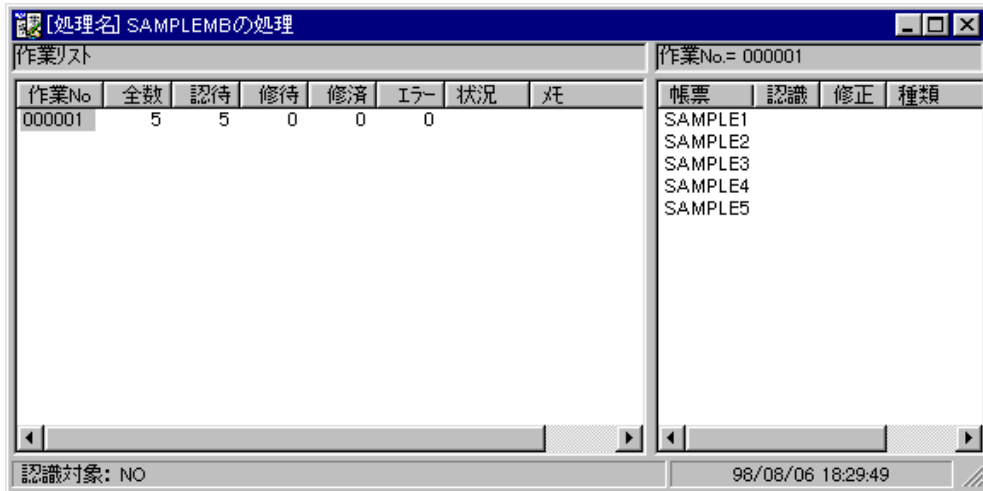 [処理名] SAMPLEMBの処理
作業リスト
作業No.= 000001
作業No 全数 認待 修待 修済 エラー 状況 メモ
000001 5 5 0 0 0
帳票 認識 修正 種類
SAMPLE1
SAMPLE2
SAMPLE3
SAMPLE4
SAMPLE5
認識対象: NO
98/08/06 18:29:49